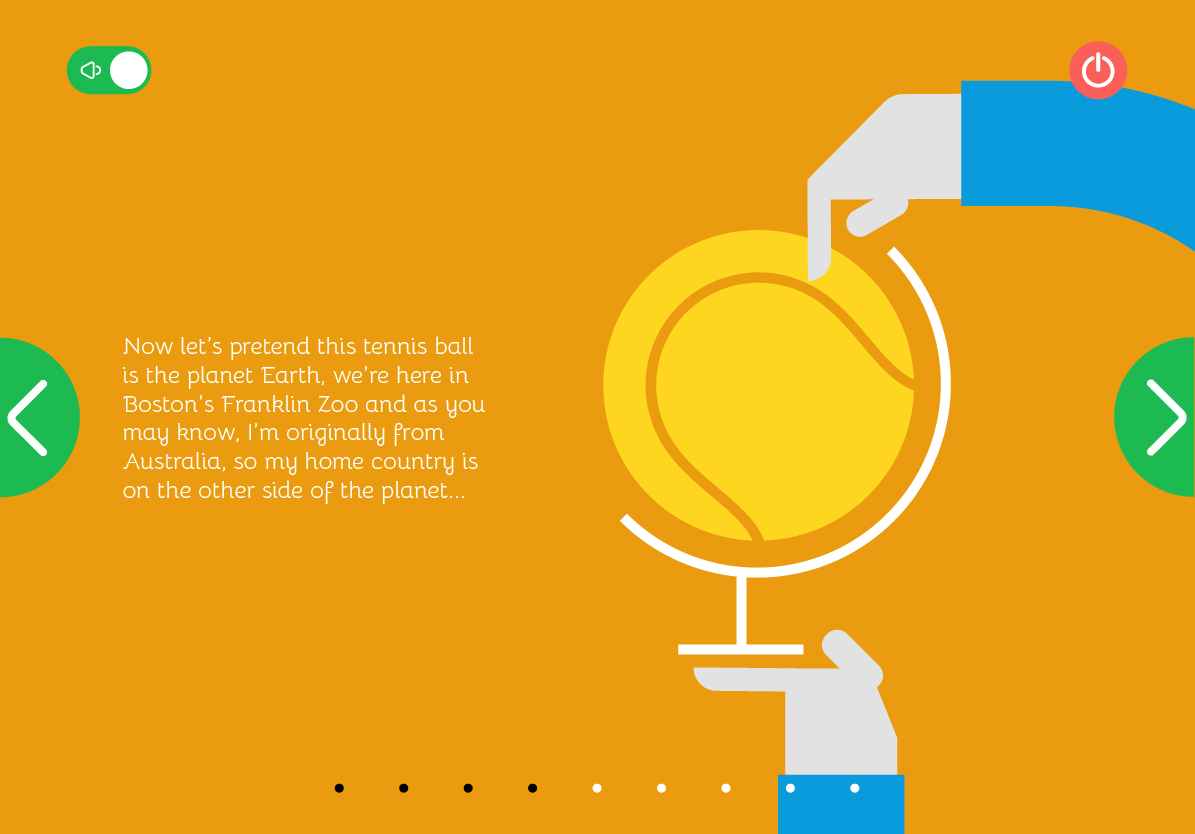 Now let's pretend this tennis ball
is the planet Earth, we're here in
Boston's Franklin Zoo and as you
may know, I'm originally from
Australia, so my home country is
on the other side of the planet...